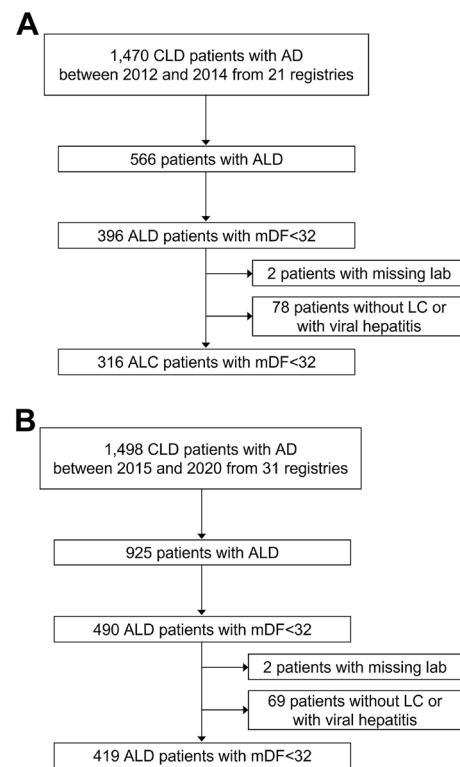 A
1,470 CLD patients with AD
between 2012 and 2014 from 21 registries
566 patients with ALD
396 ALD patients with mDF<32
2 patients with missing lab
78 patients without LC or
with viral hepatitis
316 ALC patients with mDF<32
B
1,498 CLD patients with AD
between 2015 and 2020 from 31 registries
925 patients with ALD
490 ALD patients with mDF<32
2 patients with missing lab
69 patients without LC or
with viral hepatitis
419 ALD patients with mDF<32